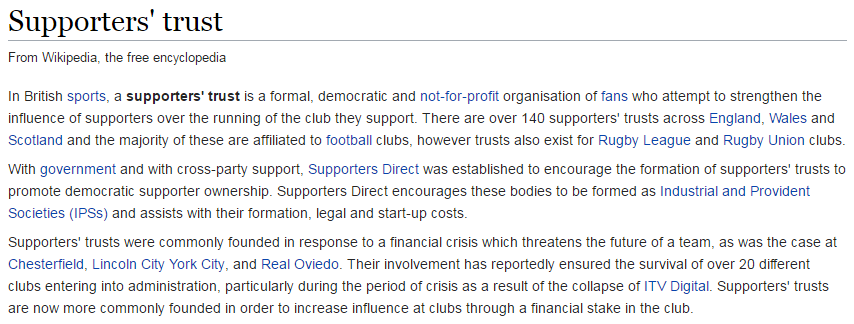 Supporters' trust
From Wikipedia, the free encyclopedia
In British sports, a supporters' trust is a formal, democratic and not-for-profit organisation of fans who attempt to strengthen the
influence of supporters over the running of the club they support. There are over 140 supporters' trusts across England, Wales and
Scotland and the majority of these are affiliated to football clubs, however trusts also exist for Rugby League and Rugby Union clubs.
With government and with cross-party support, Supporters Direct was established to encourage the formation of supporters' trusts to
promote democratic supporter ownership. Supporters Direct encourages these bodies to be formed as Industrial and Provident
Societies (IPSs) and assists with their formation, legal and start-up costs.
Supporters' trusts were commonly founded in response to a financial crisis which threatens the future of a team, as was the case at
Chesterfield, Lincoln City York City, and Real Oviedo. Their involvement has reportedly ensured the survival of over 20 different
clubs entering into administration, particularly during the period of crisis as a result of the collapse of ITV Digital. Supporters' trusts
are now more commonly founded in order to increase influence at clubs through a financial stake in the club.